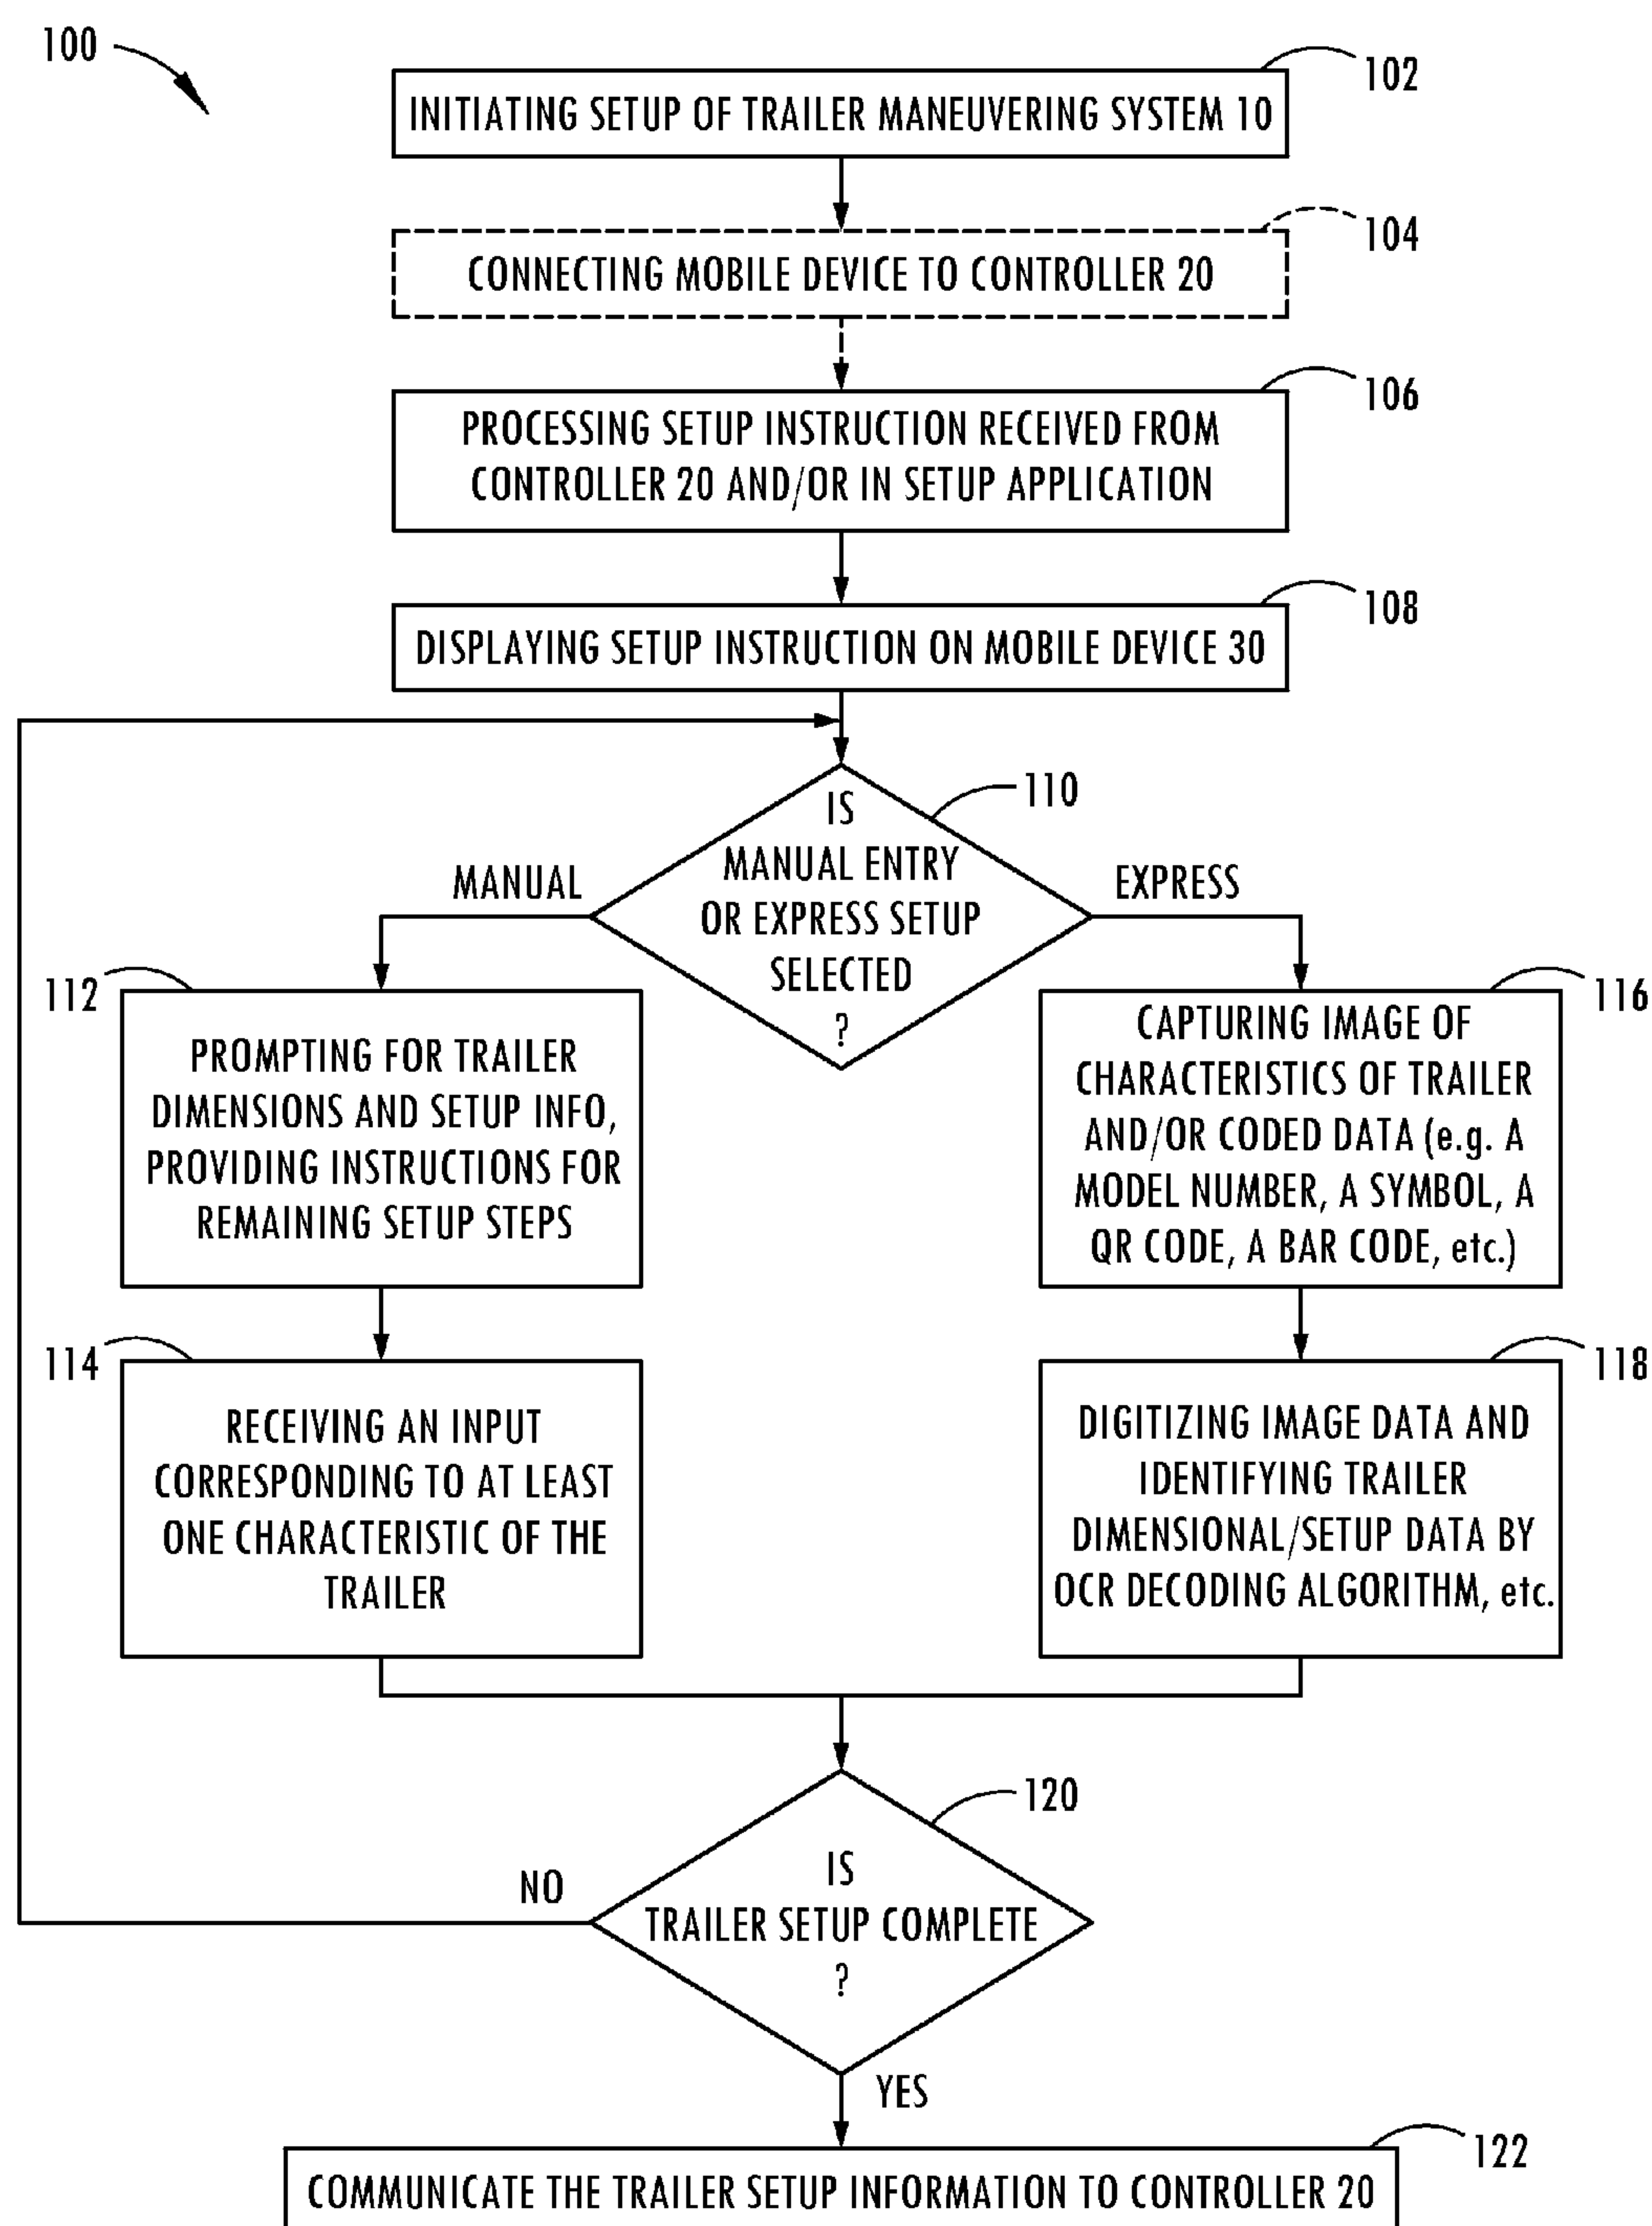 100
102
INITIATING SETUP OF TRAILER MANEUVERING SYSTEM 10
104
CONNECTING MOBILE DEVICE TO CONTROLLER 20
106
PROCESSING SETUP INSTRUCTION RECEIVED FROM
CONTROLLER 20 AND/OR IN SETUP APPLICATION
108
DISPLAYING SETUP INSTRUCTION ON MOBILE DEVICE 30
110
IS
MANUAL ENTRY
OR EXPRESS SETUP
SELECTED
?
MANUAL
EXPRESS
112
PROMPTING FOR TRAILER
DIMENSIONS AND SETUP INFO,
PROVIDING INSTRUCTIONS FOR
REMAINING SETUP STEPS
116
CAPTURING IMAGE OF
CHARACTERISTICS OF TRAILER
AND/OR CODED DATA (e.g. A
MODEL NUMBER, A SYMBOL, A
QR CODE, A BAR CODE, etc.)
114
RECEIVING AN INPUT
CORRESPONDING TO AT LEAST
ONE CHARACTERISTIC OF THE
TRAILER
118
DIGITIZING IMAGE DATA AND
IDENTIFYING TRAILER
DIMENSIONAL/SETUP DATA BY
OCR DECODING ALGORITHM, etc.
120
IS
TRAILER SETUP COMPLETE
?
NO
YES
122
COMMUNICATE THE TRAILER SETUP INFORMATION TO CONTROLLER 20